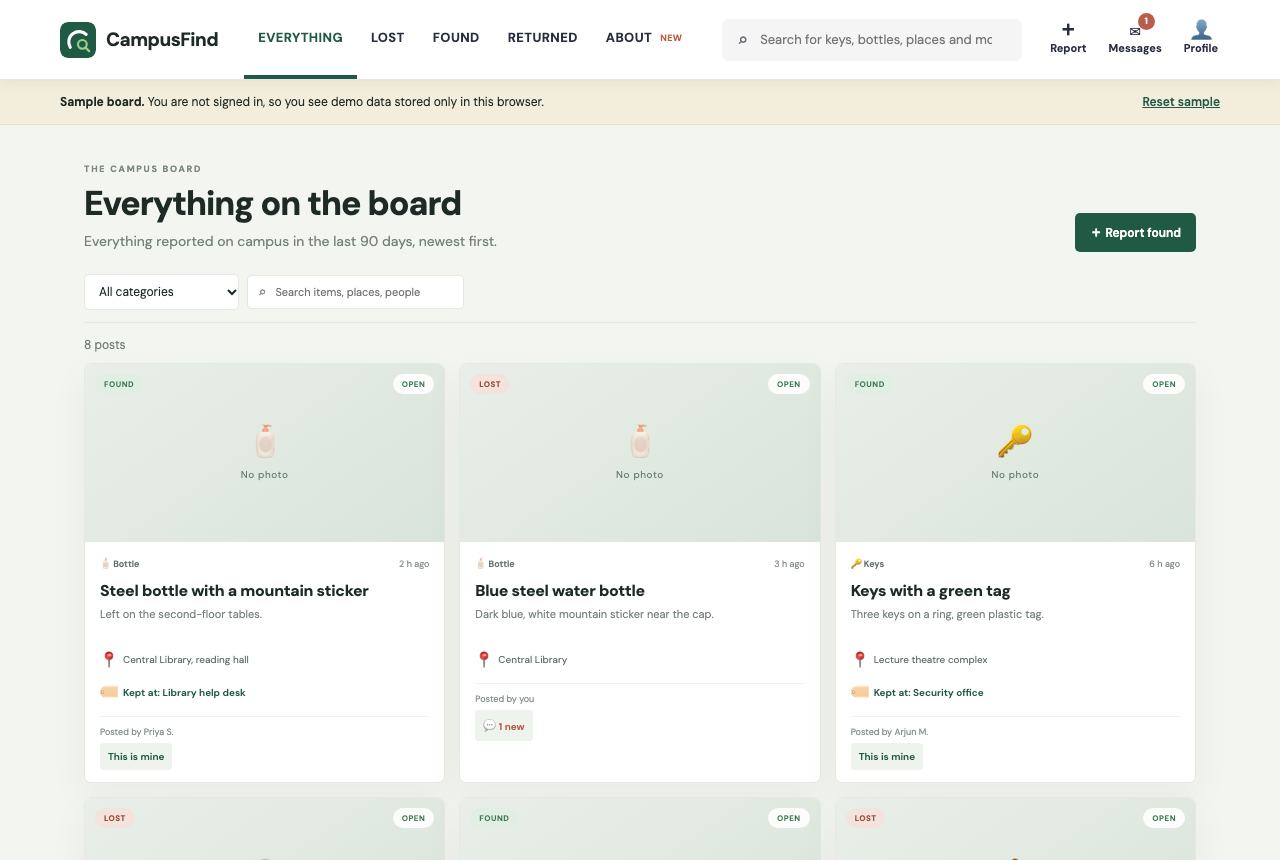 CampusFind
EVERYTHING LOST FOUND RETURNED ABOUT NEW
Search for keys, bottles, places and mo
+ Report
1
Messages
Profile
Sample board. You are not signed in, so you see demo data stored only in this browser.
Reset sample
THE CAMPUS BOARD
Everything on the board
Everything reported on campus in the last 90 days, newest first.
+ Report found
All categories
Search items, places, people
8 posts
FOUND OPEN
No photo
Bottle 2 h ago
Steel bottle with a mountain sticker
Left on the second-floor tables.
Central Library, reading hall
Kept at: Library help desk
Posted by Priya S.
This is mine
LOST OPEN
No photo
Bottle 3 h ago
Blue steel water bottle
Dark blue, white mountain sticker near the cap.
Central Library
Posted by you
1 new
FOUND OPEN
No photo
Keys 6 h ago
Keys with a green tag
Three keys on a ring, green plastic tag.
Lecture theatre complex
Kept at: Security office
Posted by Arjun M.
This is mine
LOST OPEN
FOUND OPEN
LOST OPEN